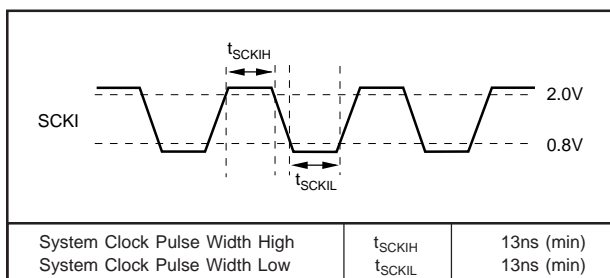 tSCKIH
SCKI
2.0V
0.8V
tSCKIL
System Clock Pulse Width High tSCKIH 13ns (min)
System Clock Pulse Width Low tSCKIL 13ns (min)